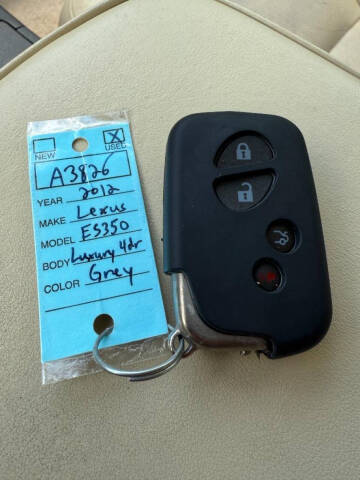 NEW X USED
A3826
YEAR 2012
MAKE Lexus
MODEL ES350
BODY Luxury 4dr
COLOR Grey